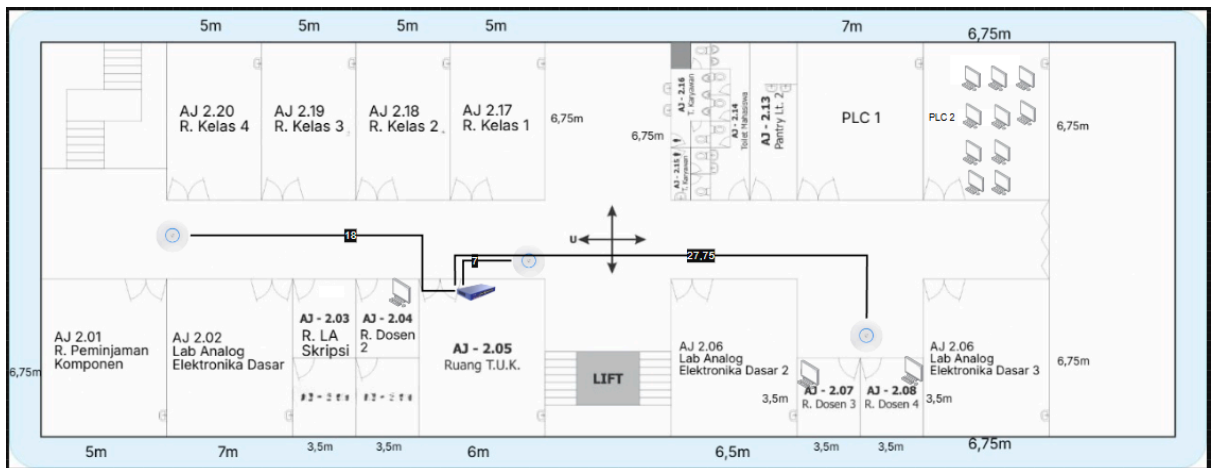 5m
5m
5m
5m
7m
6,75m
AJ 2.20
R. Kelas 4
AJ 2.19
R. Kelas 3
AJ 2.18
R. Kelas 2
AJ 2.17
R. Kelas 1
6,75m
6,75m
AJ - 2.16
T. Karyawan
AJ - 2.15
T. Karyawan
AJ - 2.14
Toilet Mahasiswa
AJ - 2.13
Pantry Lt. 2
PLC 1
PLC 2
6,75m
18
7
U
27,75
AJ 2.01
R. Peminjaman
Komponen
AJ 2.02
Lab Analog
Elektronika Dasar
AJ - 2.03
R. LA
Skripsi
AJ - 2.04
R. Dosen
2
AJ - 2.05
Ruang T.U.K.
LIFT
AJ 2.06
Lab Analog
Elektronika Dasar 2
3,5m
AJ - 2.07
R. Dosen 3
AJ - 2.08
R. Dosen 4
AJ 2.06
Lab Analog
Elektronika Dasar 3
3,5m
6,75m
6,75m
5m
7m
3,5m
3,5m
6m
6,5m
3,5m
3,5m
6,75m